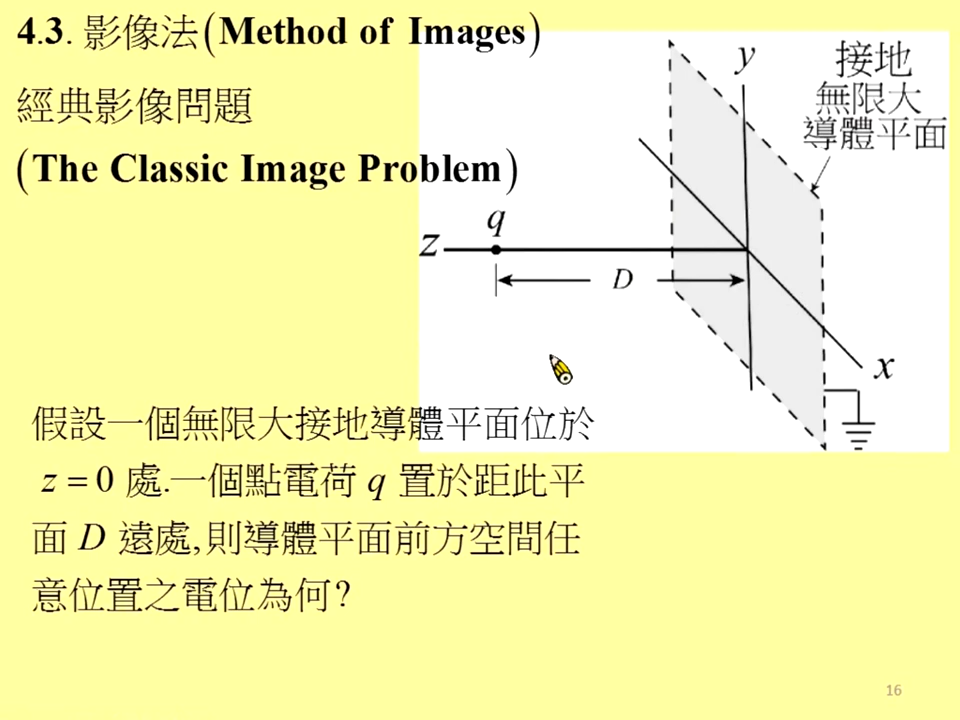 4.3. 影像法(Method of Images)
經典影像問題
(The Classic Image Problem)
y
接地
無限大
導體平面
q
z
D
x
假設一個無限大接地導體平面位於
z = 0 處.一個點電荷 q 置於距此平
面 D 遠處,則導體平面前方空間任
意位置之電位為何?
16